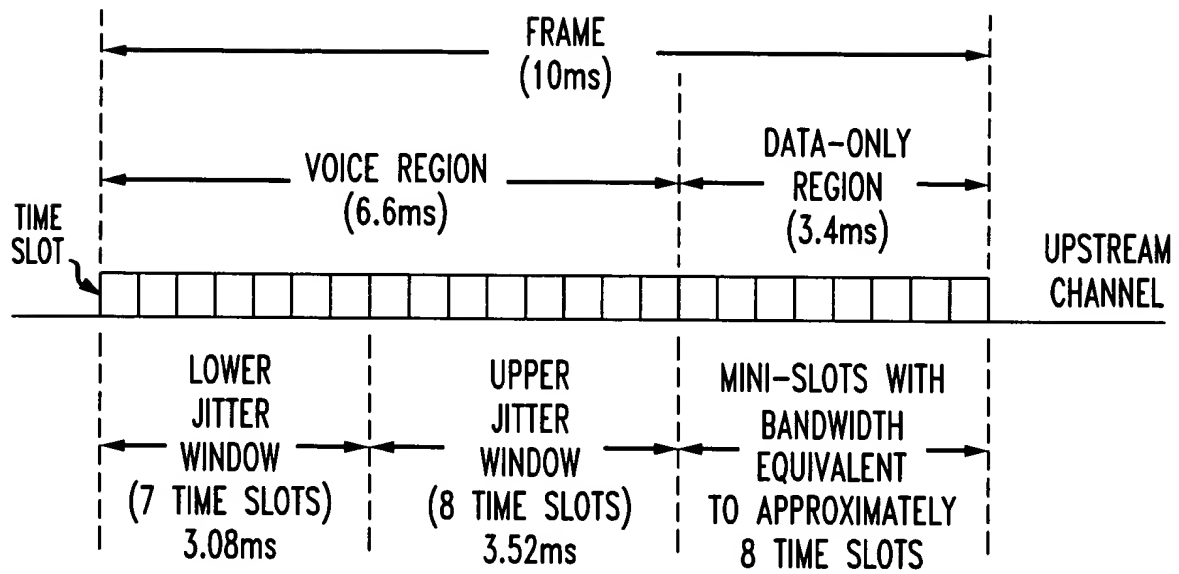 FRAME
(10ms)
VOICE REGION
(6.6ms)
DATA-ONLY
REGION
(3.4ms)
TIME
SLOT
UPSTREAM
CHANNEL
LOWER
JITTER
WINDOW
(7 TIME SLOTS)
3.08ms
UPPER
JITTER
WINDOW
(8 TIME SLOTS)
3.52ms
MINI-SLOTS WITH
BANDWIDTH
EQUIVALENT
TO APPROXIMATELY
8 TIME SLOTS